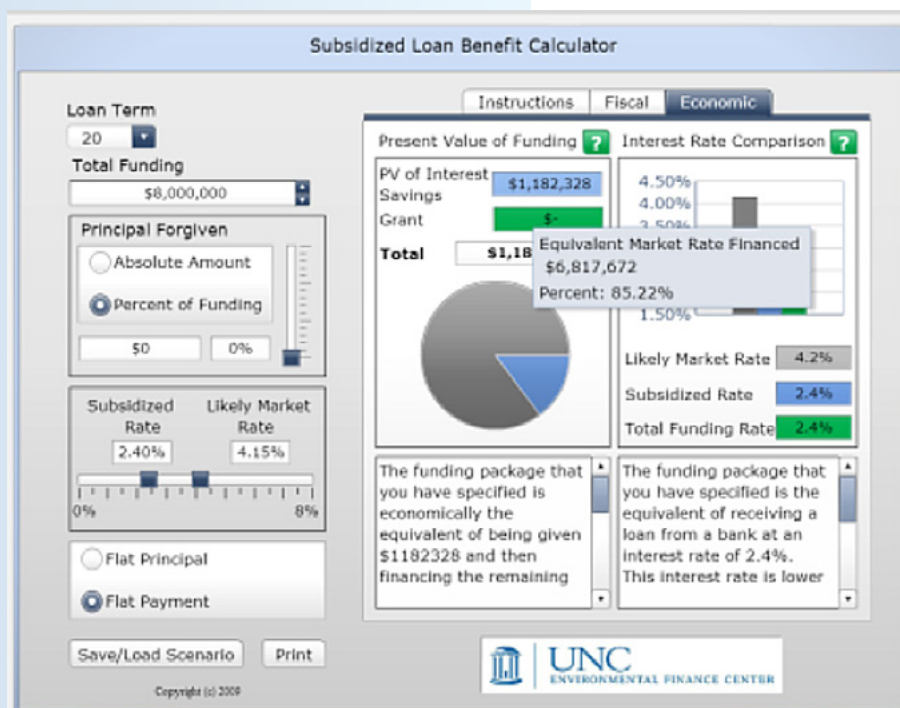 Subsidized Loan Benefit Calculator
Loan Term
20
Total Funding
$8,000,000
Principal Forgiven
Absolute Amount
Percent of Funding
$0 0%
Subsidized Rate
2.40%
Likely Market Rate
4.15%
0% 8%
Flat Principal
Flat Payment
Save/Load Scenario Print
Copyright (c) 2009
Instructions Fiscal Economic
Present Value of Funding ?
PV of Interest Savings $1,182,328
Grant $-
Total $1,18
Equivalent Market Rate Financed
$6,817,672
Percent: 85.22%
The funding package that
you have specified is
economically the
equivalent of being given
$1182328 and then
financing the remaining
Interest Rate Comparison ?
4.50%
4.00%
3.50%
1.50%
Likely Market Rate 4.2%
Subsidized Rate 2.4%
Total Funding Rate 2.4%
The funding package that
you have specified is the
equivalent of receiving a
loan from a bank at an
interest rate of 2.4%.
This interest rate is lower
UNC
ENVIRONMENTAL FINANCE CENTER